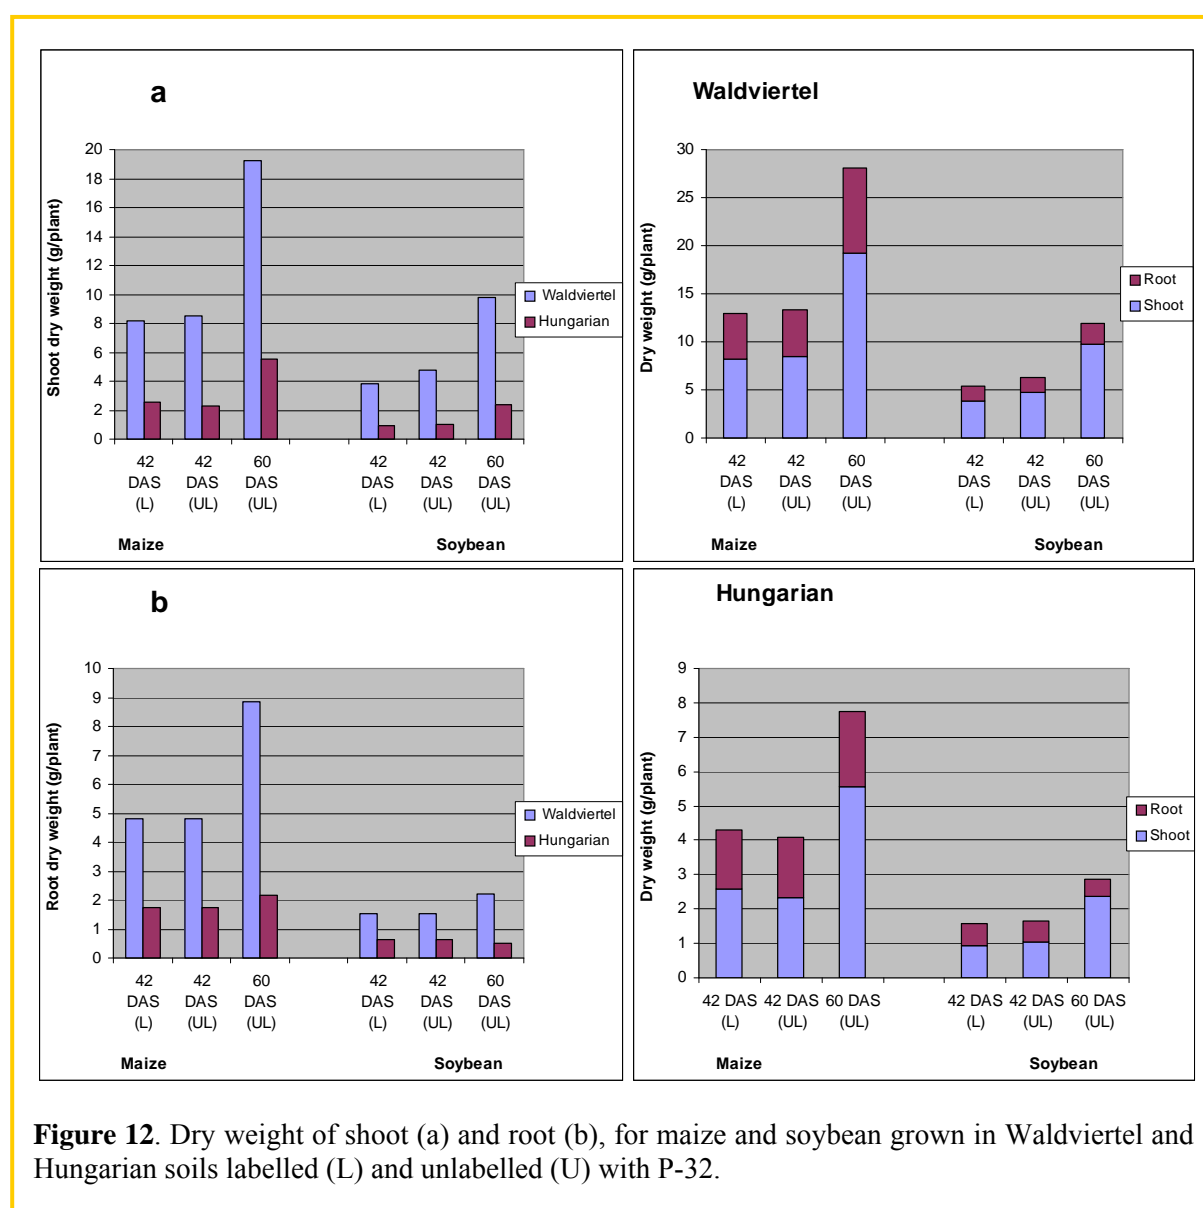 a
20
18
16
14
12
10
8
6
4
2
0
Shoot dry weight (g/plant)
42 DAS (L)
42 DAS (UL)
60 DAS (UL)
42 DAS (L)
42 DAS (UL)
60 DAS (UL)
Maize
Soybean
Waldviertel
Hungarian
Waldviertel
30
25
20
15
10
5
0
Dry weight (g/plant)
42 DAS (L)
42 DAS (UL)
60 DAS (UL)
42 DAS (L)
42 DAS (UL)
60 DAS (UL)
Maize
Soybean
Root
Shoot
b
10
9
8
7
6
5
4
3
2
1
0
Root dry weight (g/plant)
42 DAS (L)
42 DAS (UL)
60 DAS (UL)
42 DAS (L)
42 DAS (UL)
60 DAS (UL)
Maize
Soybean
Waldviertel
Hungarian
Hungarian
9
8
7
6
5
4
3
2
1
0
Dry weight (g/plant)
42 DAS (L)
42 DAS (UL)
60 DAS (UL)
42 DAS (L)
42 DAS (UL)
60 DAS (UL)
Maize
Soybean
Root
Shoot
Figure 12. Dry weight of shoot (a) and root (b), for maize and soybean grown in Waldviertel and
Hungarian soils labelled (L) and unlabelled (U) with P-32.